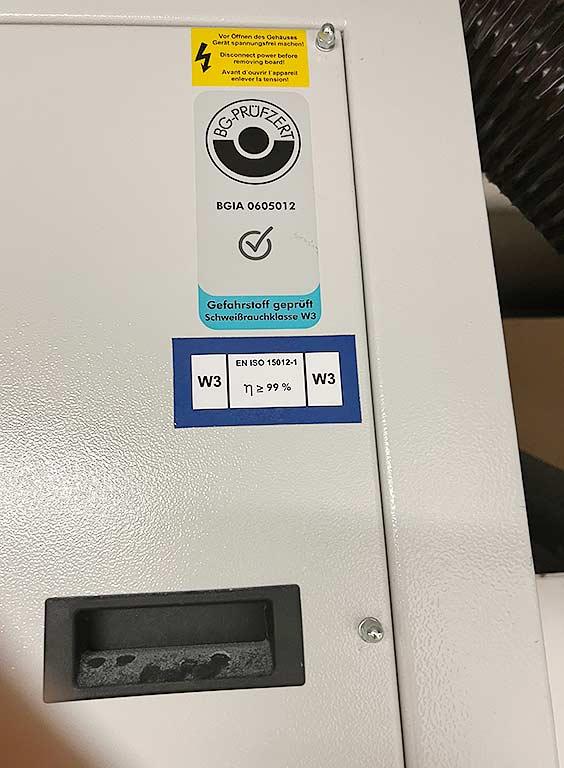 Vor Öffnen des Gehäuses
Gerät spannungsfrei machen!
Disconnect power before
removing board!
Avant d'ouvrir l'appareil
enlever la tension!
BG-PRÜFZERT
BGIA 0605012
Gefahrstoff geprüft
Schweißrauchklasse W3
EN ISO 15012-1
W3 η ≥ 99 % W3